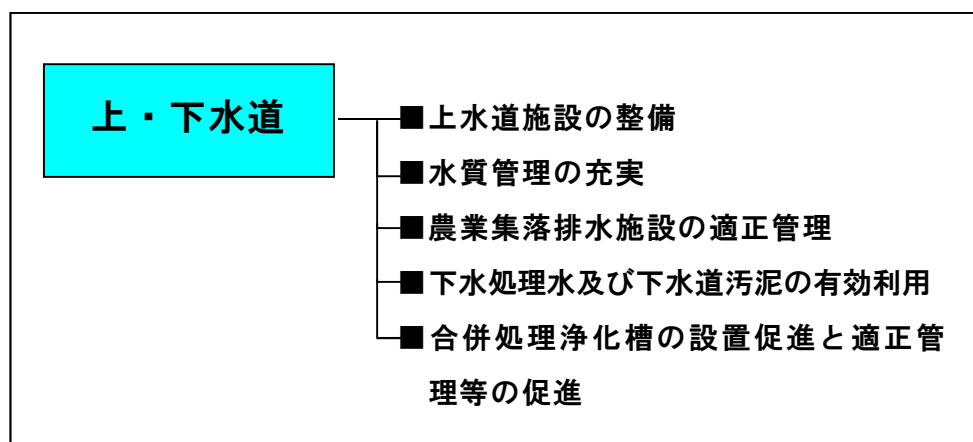 上・下水道
■上水道施設の整備
■水質管理の充実
■農業集落排水施設の適正管理
■下水処理水及び下水道汚泥の有効利用
■合併処理浄化槽の設置促進と適正管
理等の促進